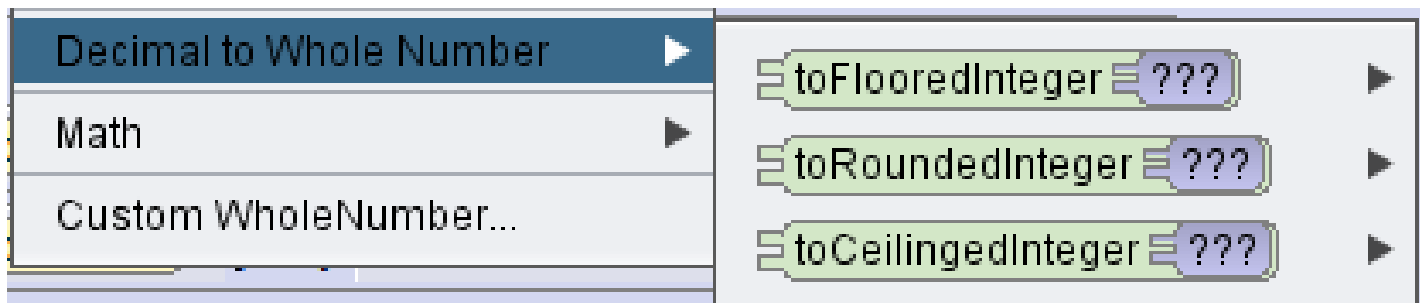 Decimal to Whole Number
Math
Custom WholeNumber...
toFlooredInteger ???
toRoundedInteger ???
toCeilingedInteger ???